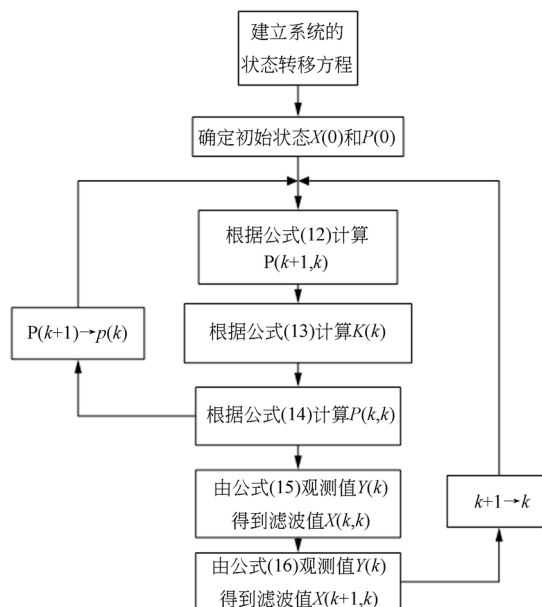 建立系统的
状态转移方程
确定初始状态X(0)和P(0)
根据公式(12)计算
P(k+1,k)
P(k+1)→p(k)
根据公式(13)计算K(k)
根据公式(14)计算P(k,k)
由公式(15)观测值Y(k)
得到滤波值X(k,k)
k+1→k
由公式(16)观测值Y(k)
得到滤波值X(k+1,k)